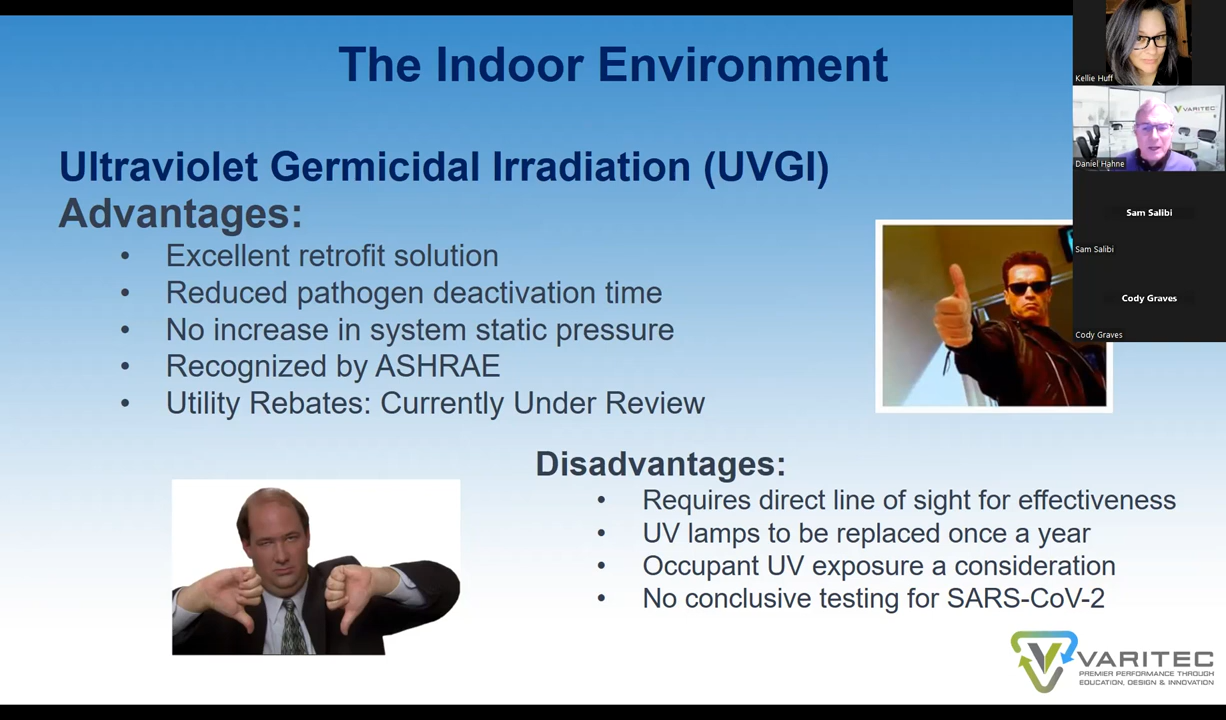 The Indoor Environment
Ultraviolet Germicidal Irradiation (UVGI)
Advantages:
• Excellent retrofit solution
• Reduced pathogen deactivation time
• No increase in system static pressure
• Recognized by ASHRAE
• Utility Rebates: Currently Under Review
Disadvantages:
• Requires direct line of sight for effectiveness
• UV lamps to be replaced once a year
• Occupant UV exposure a consideration
• No conclusive testing for SARS-CoV-2
VARITEC
PREMIER PERFORMANCE THROUGH
EDUCATION, DESIGN & INNOVATION
Kellie Huff
VARITEC
Daniel Hahne
Sam Salibi
Sam Salibi
Cody Graves
Cody Graves